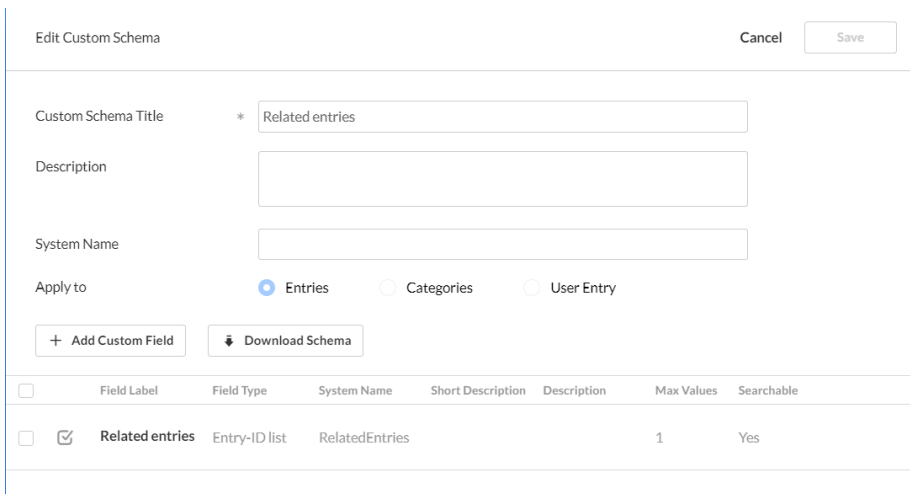 Edit Custom Schema Cancel Save
Custom Schema Title * Related entries
Description
System Name
Apply to Entries Categories User Entry
+ Add Custom Field Download Schema
Field Label Field Type System Name Short Description Description Max Values Searchable
Related entries Entry-ID list RelatedEntries 1 Yes